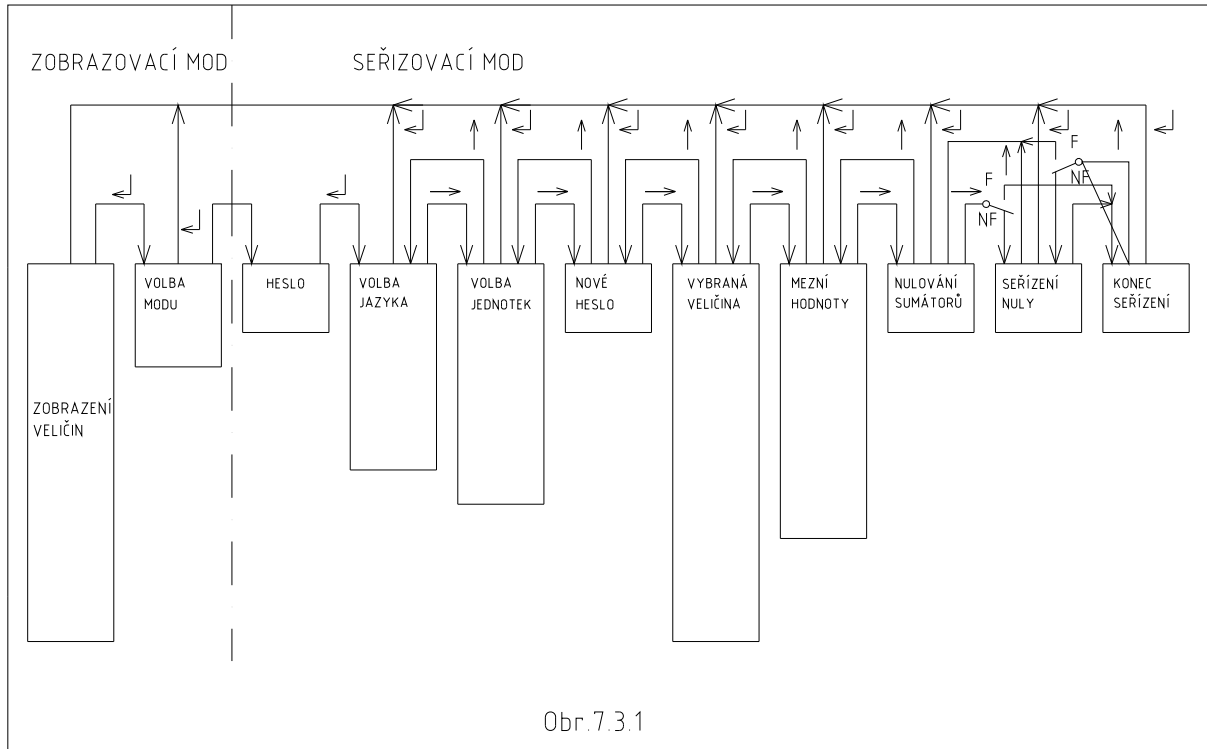 ZOBRAZOVACÍ MOD
SEŘIZOVACÍ MOD
F
NF
F
NF
VOLBA
MODU
HESLO
VOLBA
JAZYKA
VOLBA
JEDNOTEK
NOVÉ
HESLO
VYBRANÁ
VELIČINA
MEZNÍ
HODNOTY
NULOVÁNÍ
SUMÁTORŮ
SEŘÍZENÍ
NULY
KONEC
SEŘÍZENÍ
ZOBRAZENÍ
VELIČIN
Obr.7.3.1